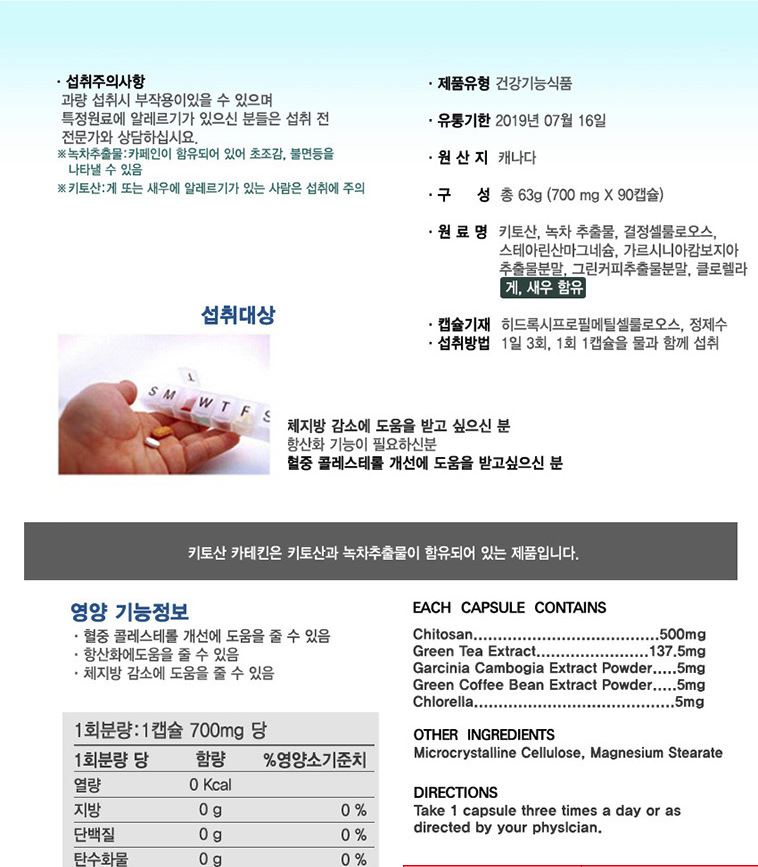 · 섭취주의사항
과량 섭취시 부작용이있을 수 있으며
특정원료에 알레르기가 있으신 분들은 섭취 전
전문가와 상담하십시요.
※녹차추출물:카페인이 함유되어 있어 초조감, 불면등을
나타낼 수 있음
※키토산:게 또는 새우에 알레르기가 있는 사람은 섭취에 주의
· 제품유형 건강기능식품
· 유통기한 2019년 07월 16일
· 원 산 지 캐나다
· 구 성 총 63g (700 mg X 90캡슐)
· 원 료 명 키토산, 녹차 추출물, 결정셀룰로오스,
스테아린산마그네슘, 가르시니아캄보지아
추출물분말, 그린커피추출물분말, 클로렐라
게, 새우 함유
· 캡슐기재 히드록시프로필메틸셀룰로오스, 정제수
· 섭취방법 1일 3회, 1회 1캡슐을 물과 함께 섭취
섭취대상
S M T W T F S
체지방 감소에 도움을 받고 싶으신 분
항산화 기능이 필요하신분
혈중 콜레스테롤 개선에 도움을 받고싶으신 분
키토산 카테킨은 키토산과 녹차추출물이 함유되어 있는 제품입니다.
영양 기능정보
· 혈중 콜레스테롤 개선에 도움을 줄 수 있음
· 항산화에도움을 줄 수 있음
· 체지방 감소에 도움을 줄 수 있음
1회분량:1캡슐 700mg 당
1회분량 당 함량 %영양소기준치
열량 0 Kcal
지방 0 g 0 %
단백질 0 g 0 %
탄수화물 0 g 0 %
EACH CAPSULE CONTAINS
Chitosan....................................500mg
Green Tea Extract......................137.5mg
Garcinia Cambogia Extract Powder.....5mg
Green Coffee Bean Extract Powder.....5mg
Chlorella.......................................5mg
OTHER INGREDIENTS
Microcrystalline Cellulose, Magnesium Stearate
DIRECTIONS
Take 1 capsule three times a day or as
directed by your physlcian.